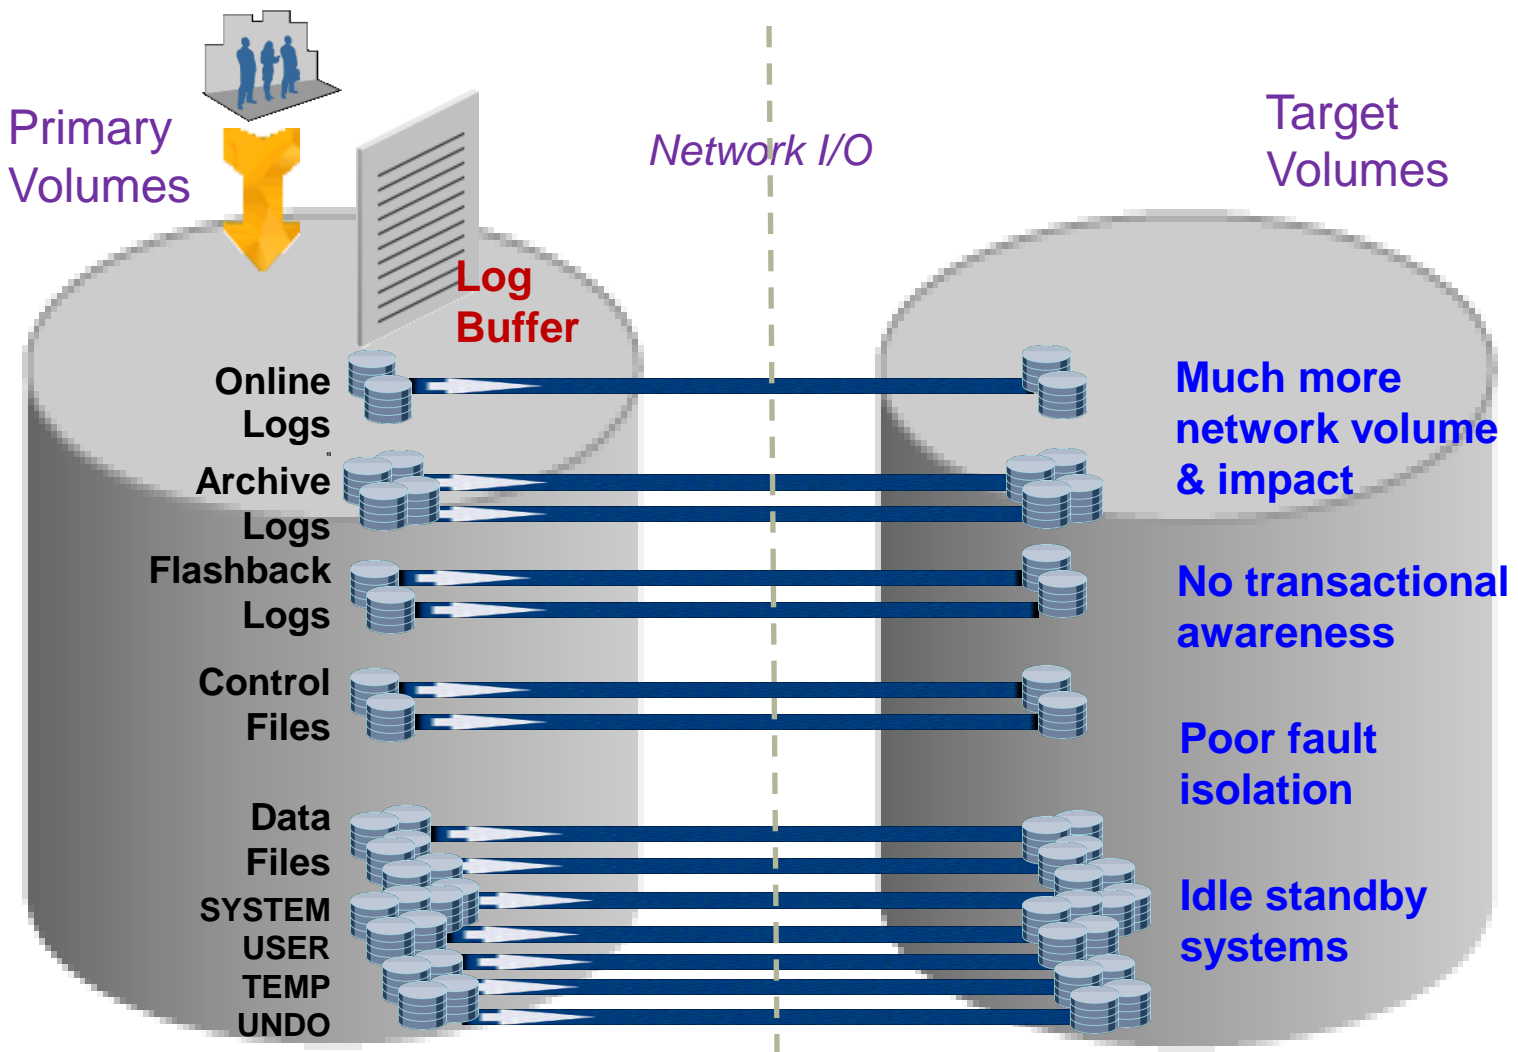 Primary
Volumes
Network I/O
Target
Volumes
Log
Buffer
Online
Logs
Archive
Logs
Flashback
Logs
Control
Files
Data
Files
SYSTEM
USER
TEMP
UNDO
Much more
network volume
& impact
No transactional
awareness
Poor fault
isolation
Idle standby
systems